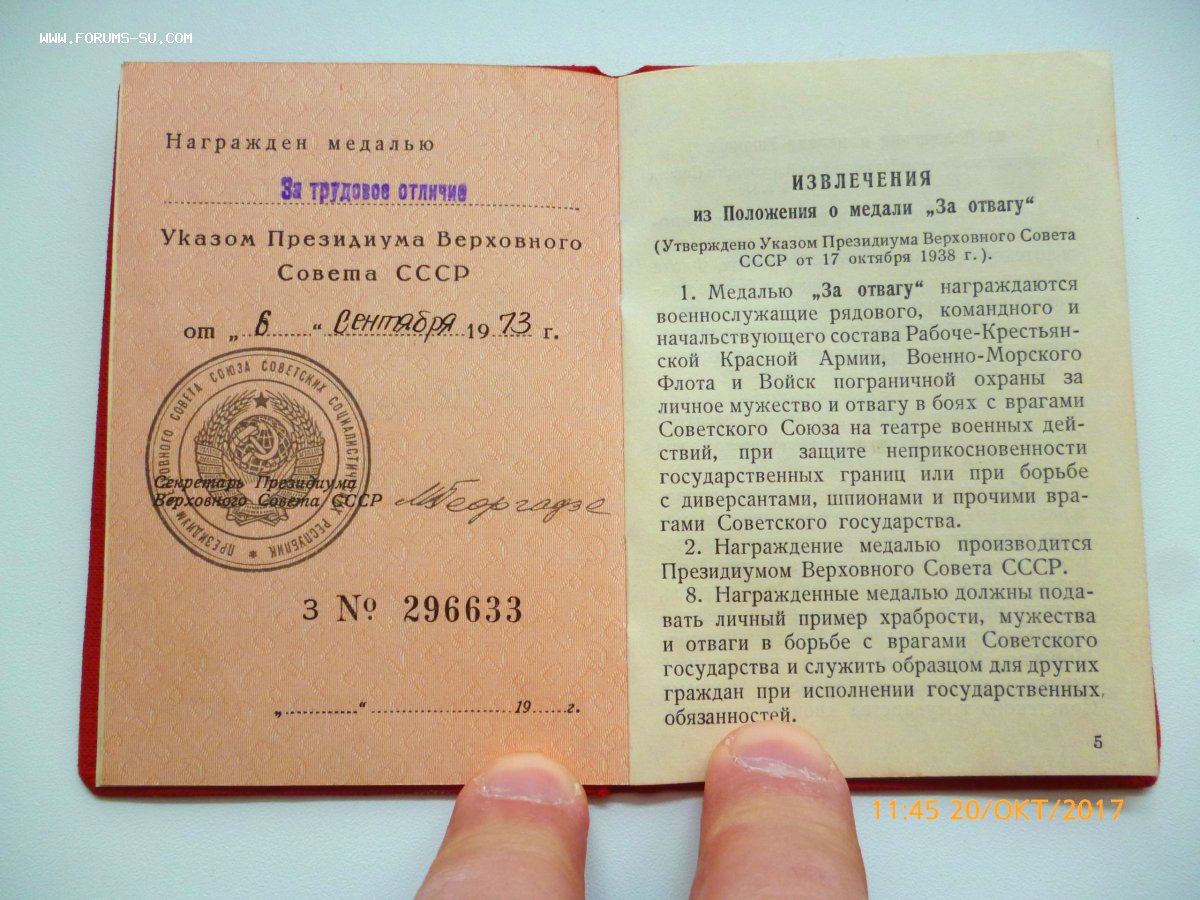 WWW.FORUMS-SU.COM
Награжден медалью
За трудовое отличие
Указом Президиума Верховного
Совета СССР
от „ 6 “ Сентября 1973 г.
ПРЕЗИДИУМ ВЕРХОВНОГО СОВЕТА СОЮЗА СОВЕТСКИХ СОЦИАЛИСТИЧЕСКИХ РЕСПУБЛИК
Секретарь Президиума
Верховного Совета СССР МГеоргадзе
З № 296633
„ “ 19 г.
ИЗВЛЕЧЕНИЯ
из Положения о медали „За отвагу“
(Утверждено Указом Президиума Верховного Совета
СССР от 17 октября 1938 г.).
1. Медалью „За отвагу“ награждаются
военнослужащие рядового, командного и
начальствующего состава Рабоче-Крестьян-
ской Красной Армии, Военно-Морского
Флота и Войск пограничной охраны за
личное мужество и отвагу в боях с врагами
Советского Союза на театре военных дей-
ствий, при защите неприкосновенности
государственных границ или при борьбе
с диверсантами, шпионами и прочими вра-
гами Советского государства.
2. Награждение медалью производится
Президиумом Верховного Совета СССР.
8. Награжденные медалью должны пода-
вать личный пример храбрости, мужества
и отваги в борьбе с врагами Советского
государства и служить образцом для других
граждан при исполнении государственных
обязанностей.
5
11:45 20/ОКТ/2017